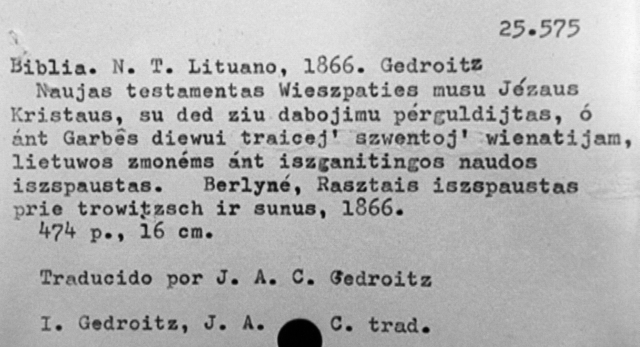 25.575
Biblia. N. T. Lituano, 1866. Gedroitz
Naujas testamentas Wieszpaties musu Jézaus
Kristaus, su ded ziu dabojimu pérguldijtas, ó
ánt Garbês diewui traicej' szwentoj' wienatijam,
lietuwos zmonéms ánt iszganitingos naudos
iszspaustas. Berlyné, Rasztais iszspaustas
prie trowitzsch ir sunus, 1866.
474 p., 16 cm.
Traducido por J. A. C. Gedroitz
I. Gedroitz, J. A. C. trad.